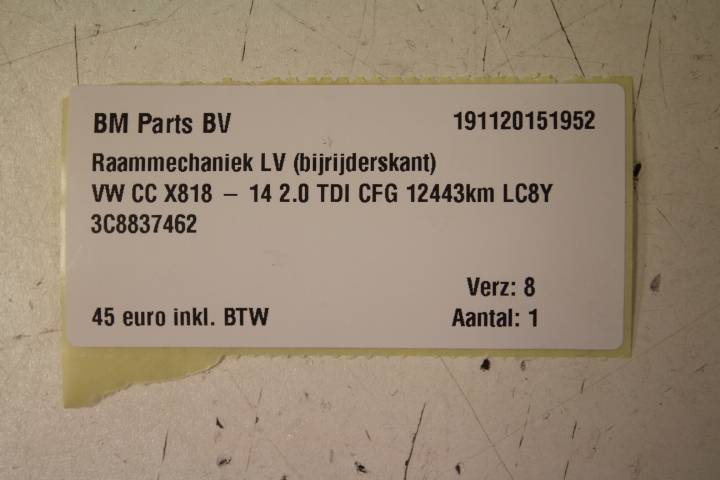 BM Parts BV 191120151952
Raammechaniek LV (bijrijderskant)
VW CC X818 – 14 2.0 TDI CFG 12443km LC8Y
3C8837462
Verz: 8
45 euro inkl. BTW Aantal: 1